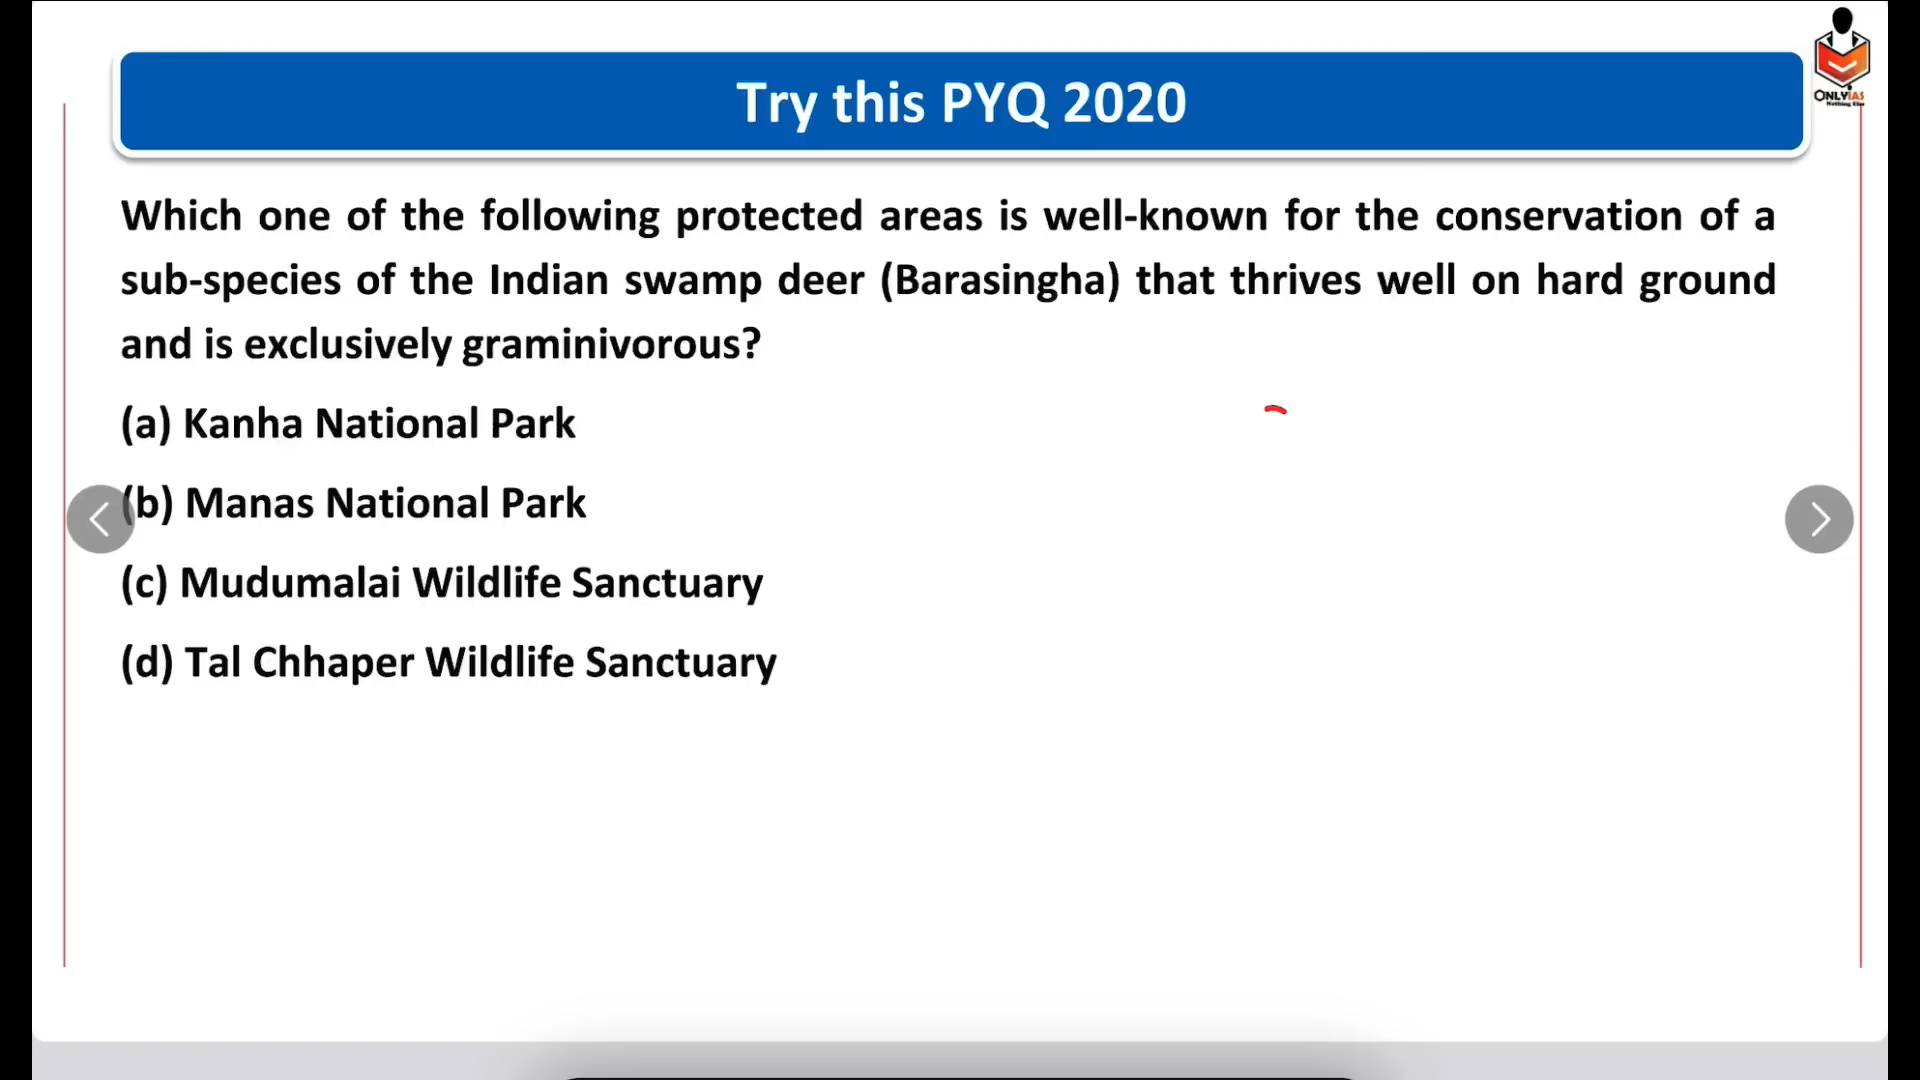 Try this PYQ 2020
ONLYIAS
Nothing Else
Which one of the following protected areas is well-known for the conservation of a
sub-species of the Indian swamp deer (Barasingha) that thrives well on hard ground
and is exclusively graminivorous?
(a) Kanha National Park
(b) Manas National Park
(c) Mudumalai Wildlife Sanctuary
(d) Tal Chhaper Wildlife Sanctuary